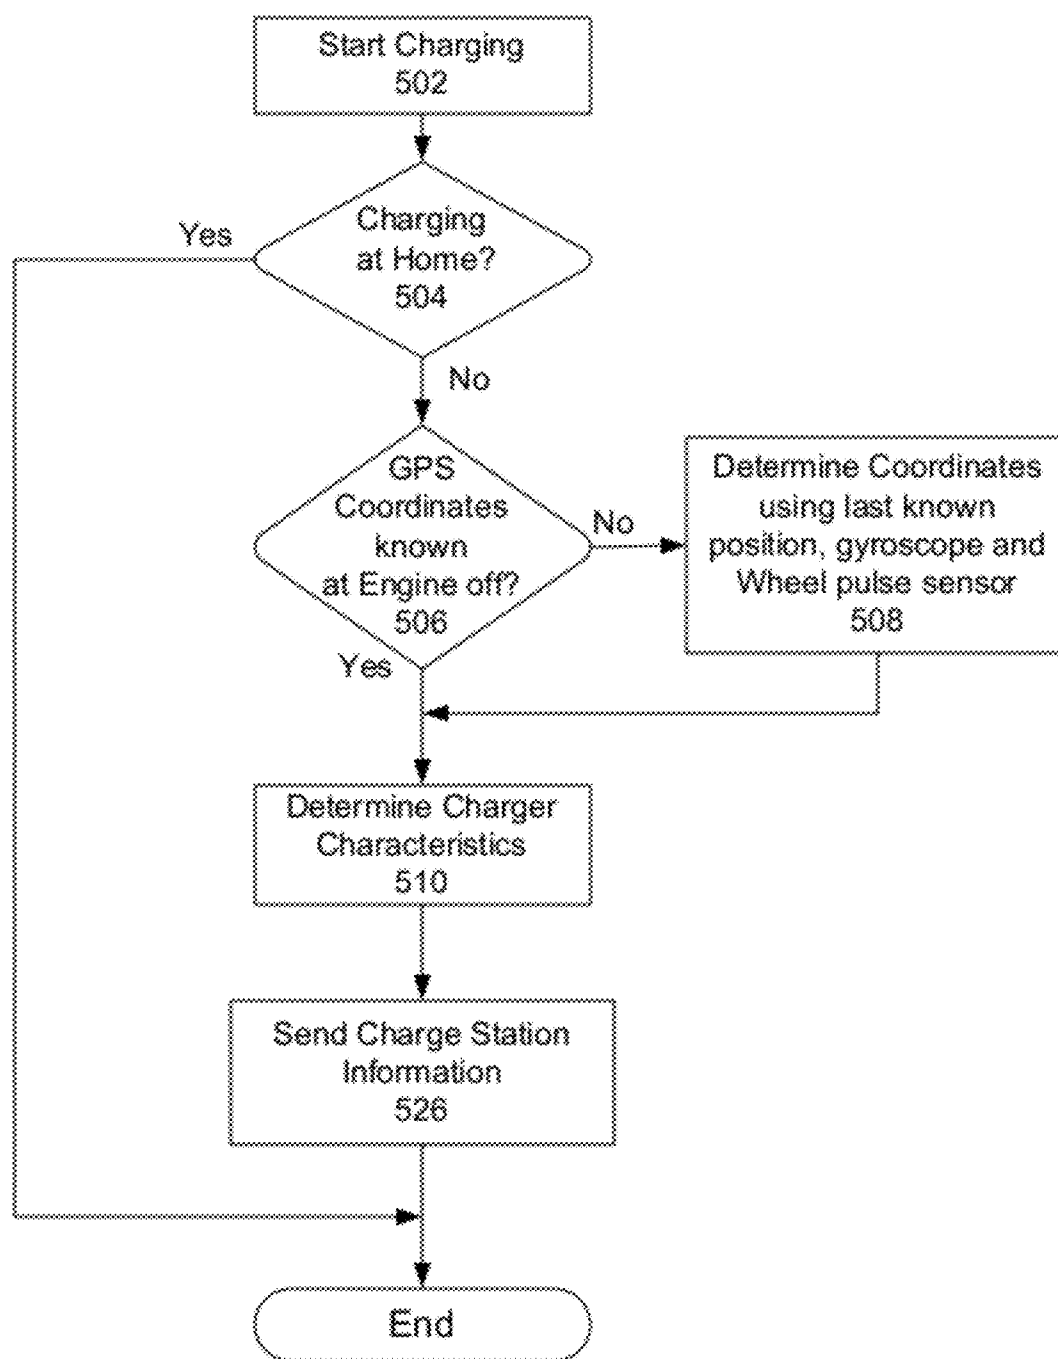 Start Charging
502
Charging
at Home?
504
Yes
No
GPS
Coordinates
known
at Engine off?
506
No
Yes
Determine Coordinates
using last known
position, gyroscope and
Wheel pulse sensor
508
Determine Charger
Characteristics
510
Send Charge Station
Information
526
End